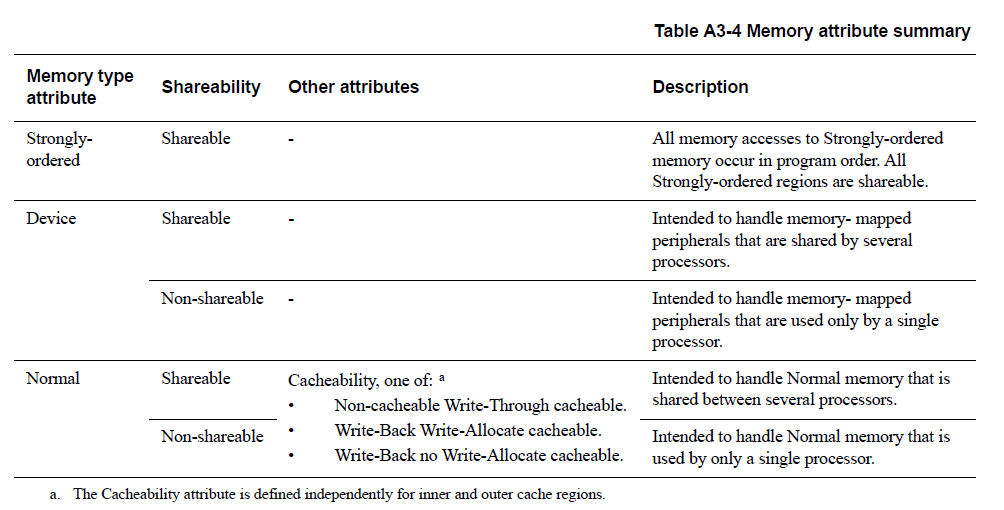 Table A3-4 Memory attribute summary
Memory type attribute Shareability Other attributes Description
Strongly-ordered Shareable - All memory accesses to Strongly-ordered
memory occur in program order. All
Strongly-ordered regions are shareable.
Device Shareable - Intended to handle memory- mapped
peripherals that are shared by several
processors.
Non-shareable - Intended to handle memory- mapped
peripherals that are used only by a single
processor.
Normal Shareable Cacheability, one of: a
• Non-cacheable Write-Through cacheable.
• Write-Back Write-Allocate cacheable.
• Write-Back no Write-Allocate cacheable.
Intended to handle Normal memory that is
shared between several processors.
Non-shareable Intended to handle Normal memory that is
used by only a single processor.
a. The Cacheability attribute is defined independently for inner and outer cache regions.